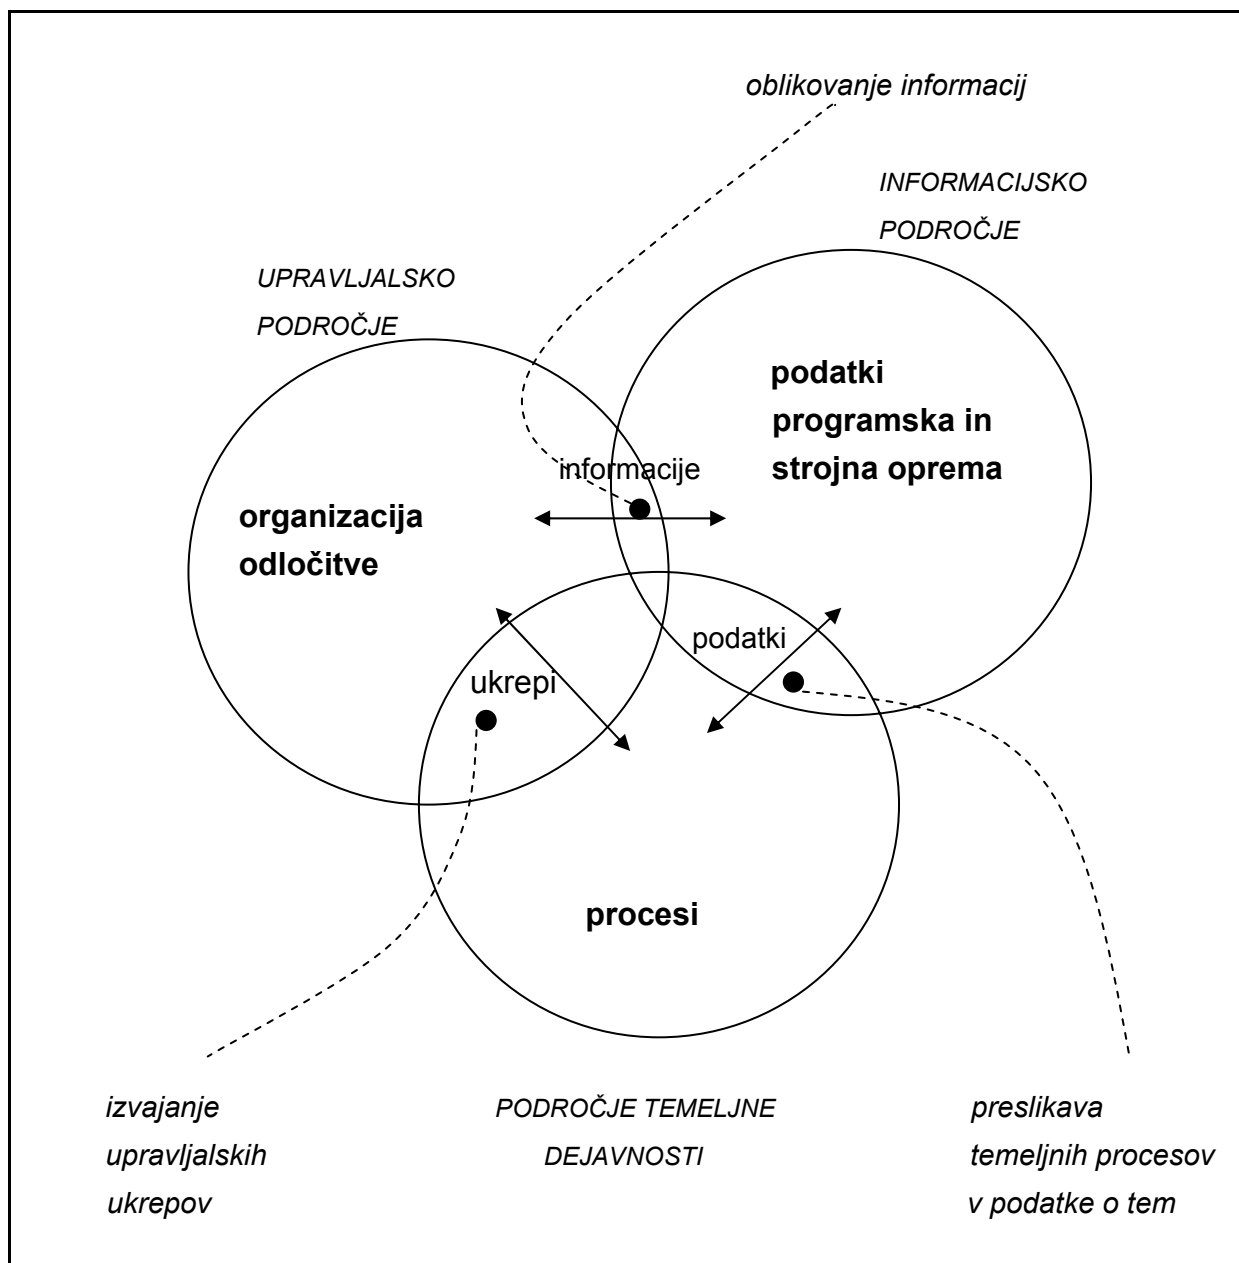 oblikovanje informacij
INFORMACIJSKO
PODROČJE
UPRAVLJALSKO
PODROČJE
podatki
programska in
strojna oprema
informacije
organizacija
odločitve
podatki
ukrepi
procesi
izvajanje
upravljalskih
ukrepov
PODROČJE TEMELJNE
DEJAVNOSTI
preslikava
temeljnih procesov
v podatke o tem